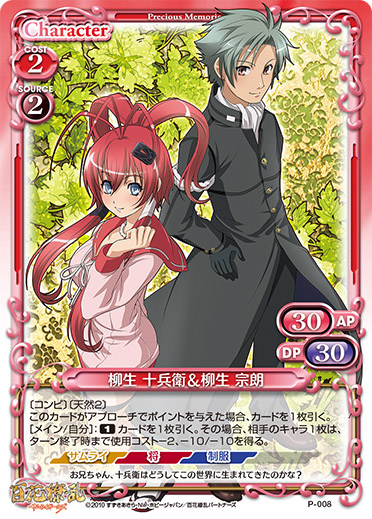 Precious Memories
Character
COST
2
SOURCE
2
30 AP
DP 30
柳生 十兵衛&柳生 宗朗
[コンビ] [天然2]
このカードがアプローチでポイントを与えた場合、カードを1枚引く。
[メイン/自分]:1カードを1枚引く。その場合、相手のキャラ1枚は、
ターン終了時まで使用コスト-2、-10/-10を得る。
サムライ 将 制服
お兄ちゃん、十兵衛はどうしてこの世界に生まれてきたのかな?
百花繚乱
©2010 すずきあきら・Niθ・ホビージャパン/百花繚乱パートナーズ
P-008